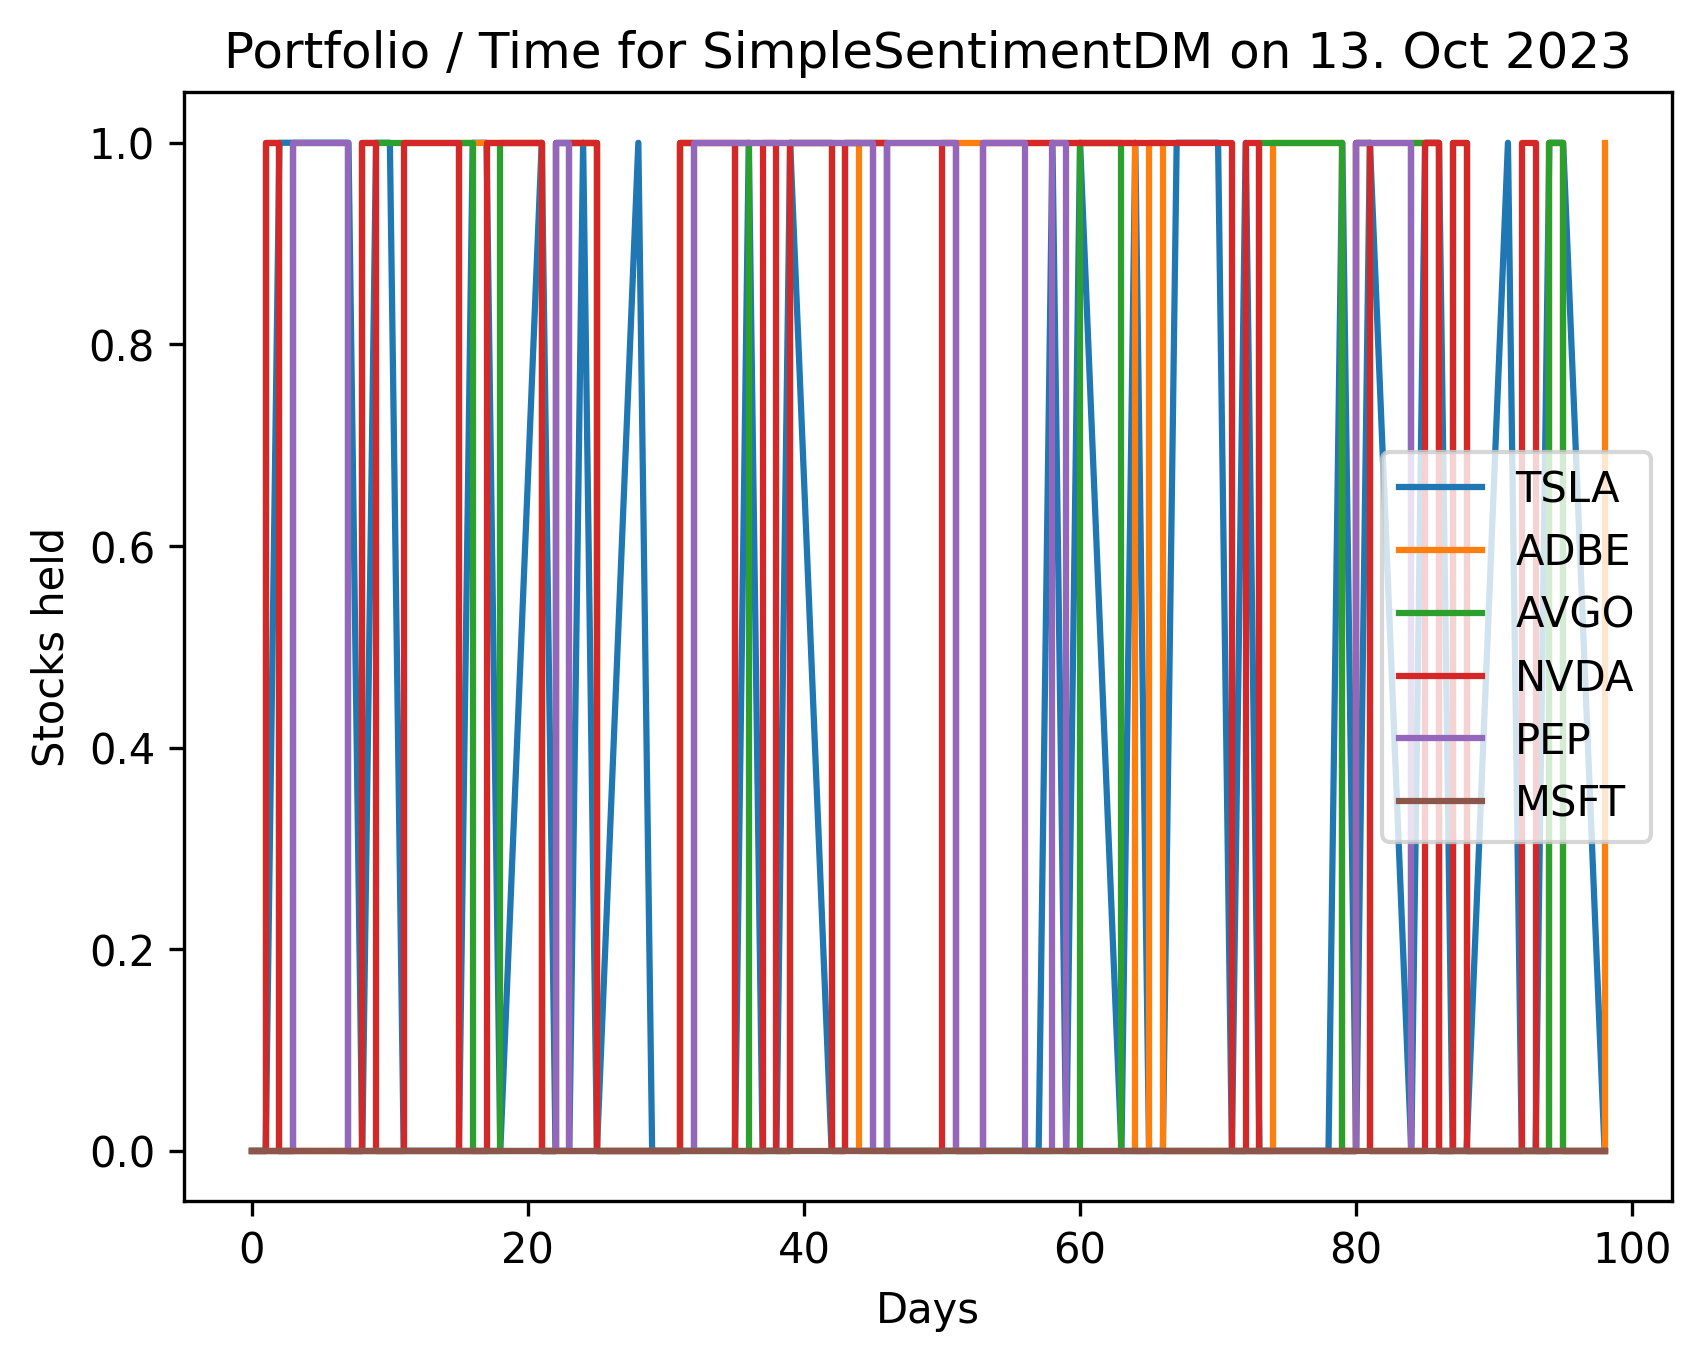 Portfolio / Time for SimpleSentimentDM on 13. Oct 2023
Stocks held
1.0
0.8
0.6
0.4
0.2
0.0
TSLA
ADBE
AVGO
NVDA
PEP
MSFT
0 20 40 60 80 100
Days